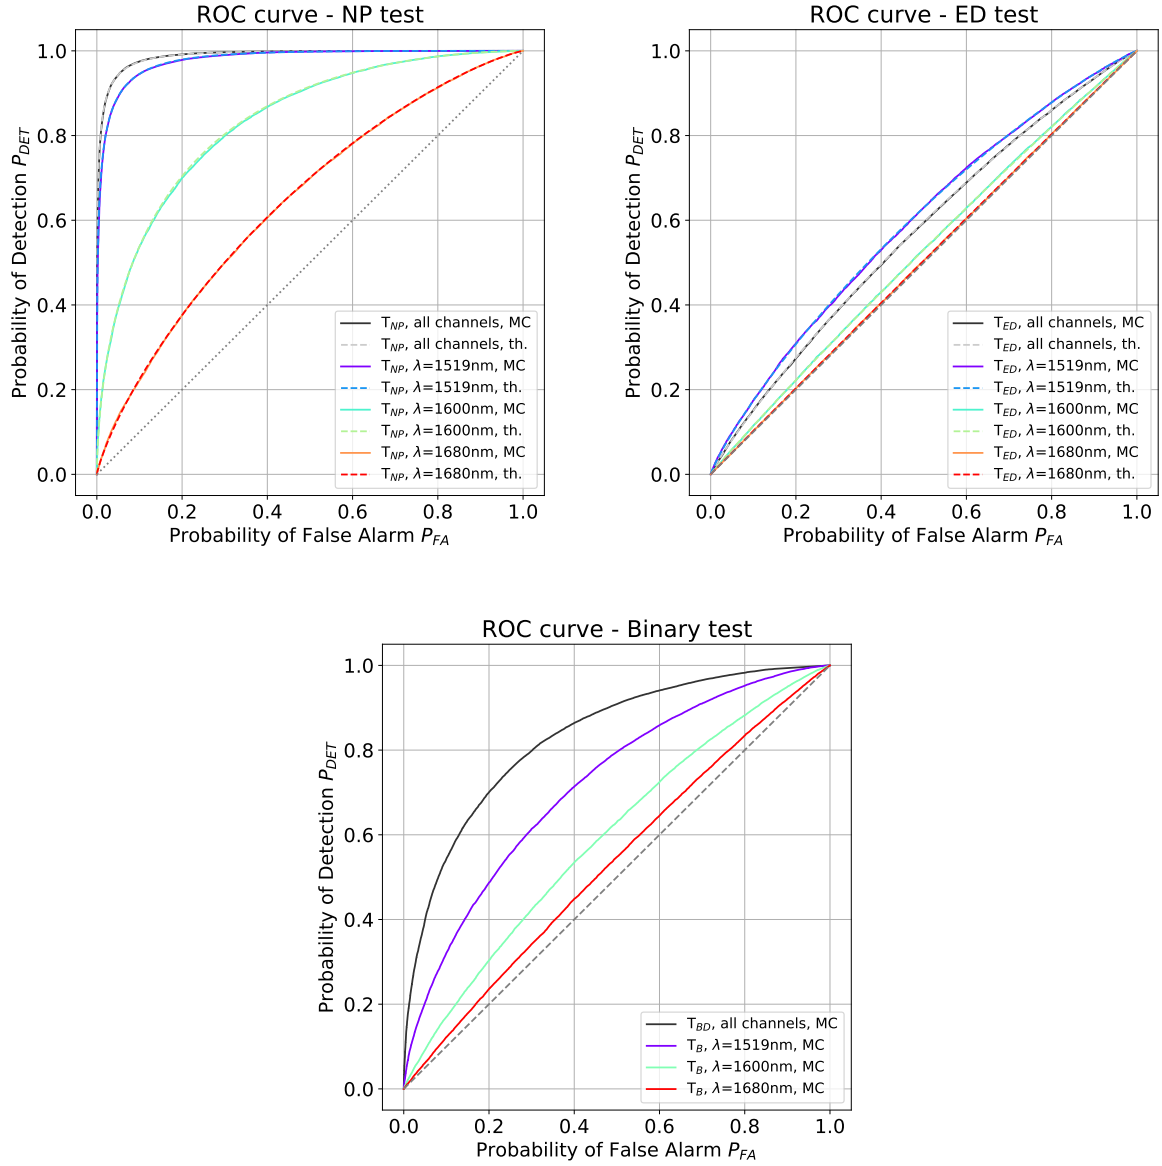 ROC curve - NP test
1.0
0.8
0.6
0.4
0.2
0.0
Probability of Detection P_DET
T_NP, all channels, MC
T_NP, all channels, th.
T_NP, λ=1519nm, MC
T_NP, λ=1519nm, th.
T_NP, λ=1600nm, MC
T_NP, λ=1600nm, th.
T_NP, λ=1680nm, MC
T_NP, λ=1680nm, th.
0.0 0.2 0.4 0.6 0.8 1.0
Probability of False Alarm P_FA
ROC curve - ED test
1.0
0.8
0.6
0.4
0.2
0.0
Probability of Detection P_DET
T_ED, all channels, MC
T_ED, all channels, th.
T_ED, λ=1519nm, MC
T_ED, λ=1519nm, th.
T_ED, λ=1600nm, MC
T_ED, λ=1600nm, th.
T_ED, λ=1680nm, MC
T_ED, λ=1680nm, th.
0.0 0.2 0.4 0.6 0.8 1.0
Probability of False Alarm P_FA
ROC curve - Binary test
1.0
0.8
0.6
0.4
0.2
0.0
Probability of Detection P_DET
T_BD, all channels, MC
T_B, λ=1519nm, MC
T_B, λ=1600nm, MC
T_B, λ=1680nm, MC
0.0 0.2 0.4 0.6 0.8 1.0
Probability of False Alarm P_FA